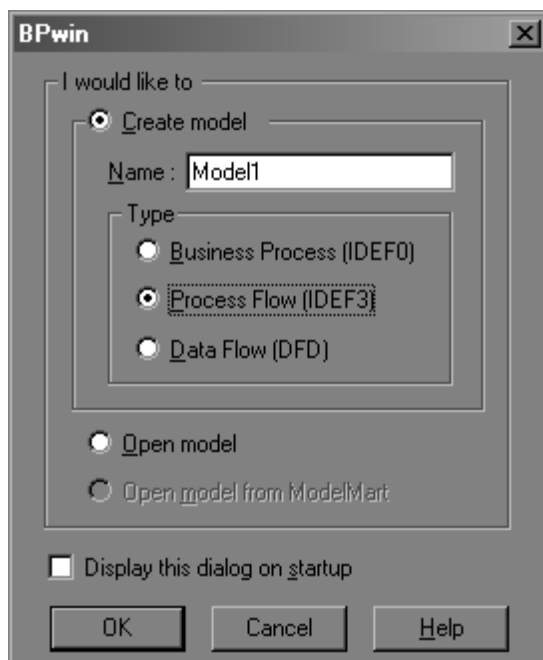 BPwin
I would like to
Create model
Name : Model1
Type
Business Process (IDEF0)
Process Flow (IDEF3)
Data Flow (DFD)
Open model
Open model from ModelMart
Display this dialog on startup
OK Cancel Help